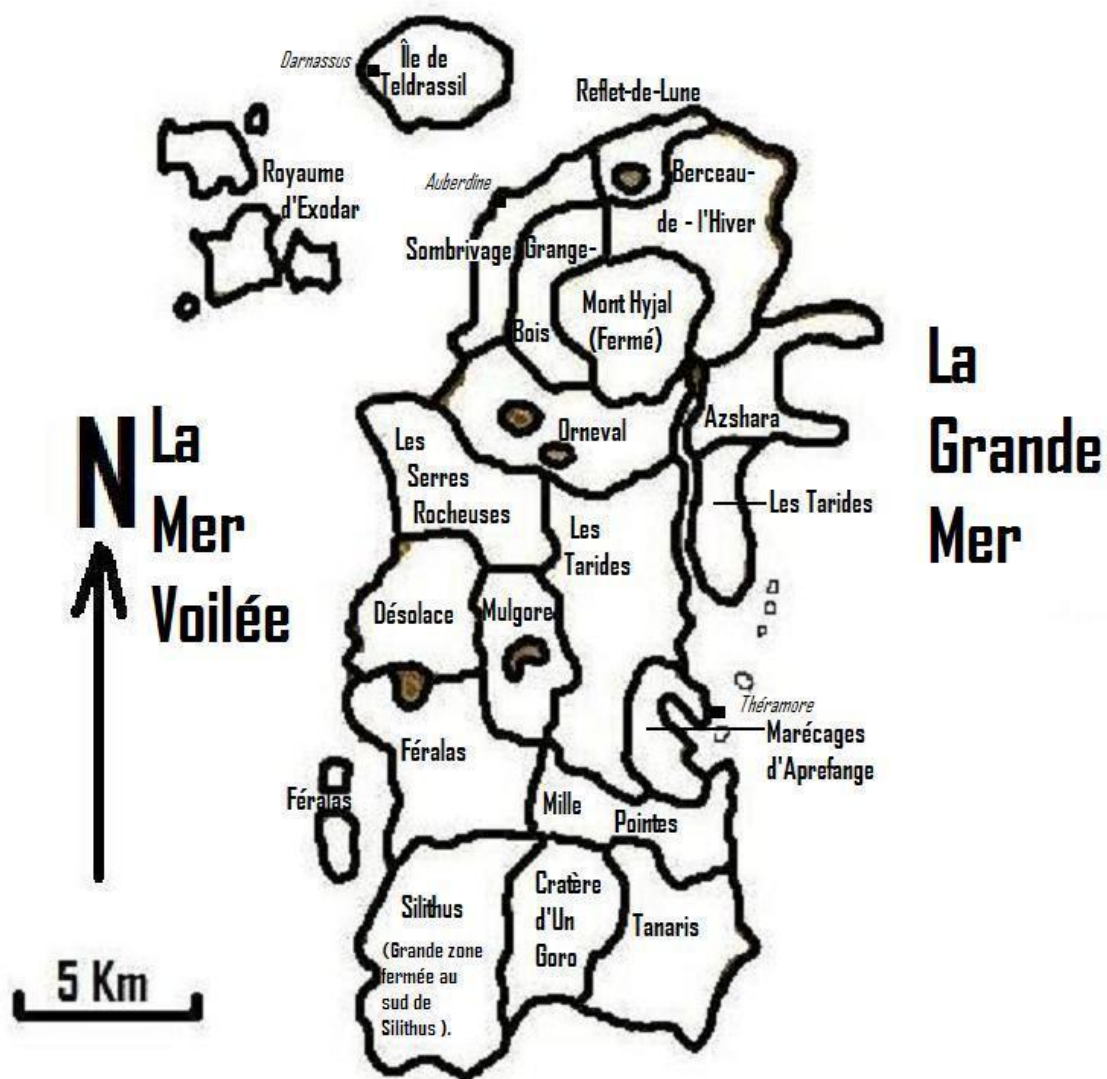 Darnassus
Île de
Teldrassil
Reflet-de-Lune
Royaume
d'Exodar
Auberdine
Berceau-
de - l'Hiver
Sombrivage
Grange-
Bois
Mont Hyjal
(Fermé)
La
Grande
Mer
N
La
Mer
Voilée
Azshara
Orneval
Les
Serres
Rocheuses
Les Tarides
Les
Tarides
Désolace
Mulgore
Théramore
Marécages
d'Aprefange
Féralas
Féralas
Mille
Pointes
Silithus
(Grande zone
fermée au
sud de
Silithus ).
Cratère
d'Un
Goro
Tanaris
5 Km